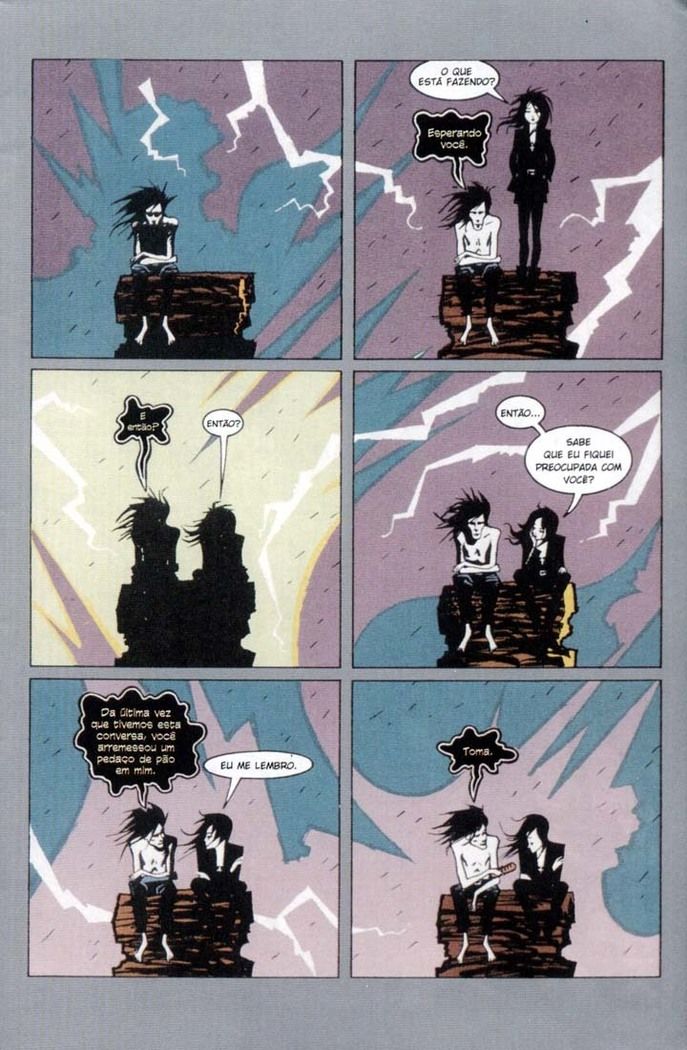 O QUE
ESTÁ FAZENDO?
Esperando
você.
E
então?
ENTÃO?
ENTÃO...
SABE
QUE EU FIQUEI
PREOCUPADA COM
VOCÊ?
Da última vez
que tivemos esta
conversa, você
arremessou um
pedaço de pão
em mim.
EU ME LEMBRO.
Toma.